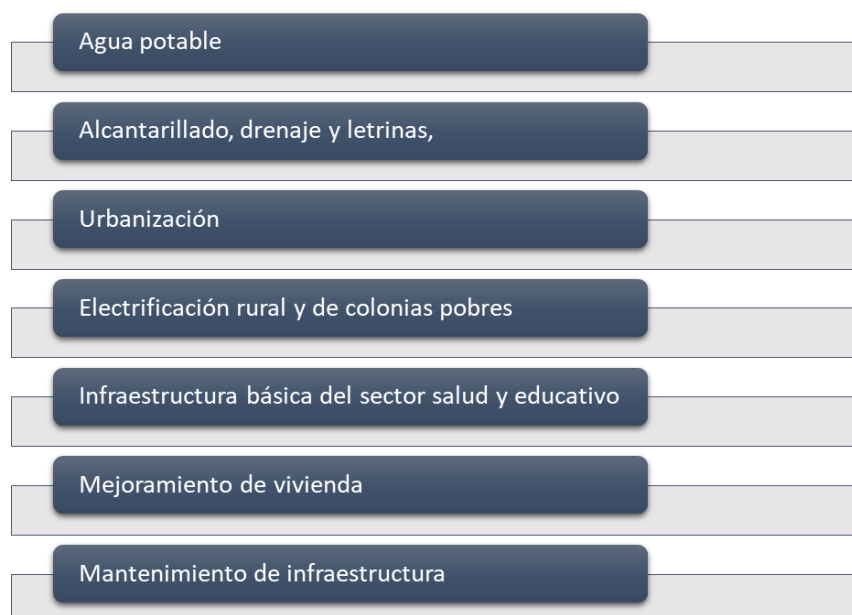 Agua potable
Alcantarillado, drenaje y letrinas,
Urbanización
Electrificación rural y de colonias pobres
Infraestructura básica del sector salud y educativo
Mejoramiento de vivienda
Mantenimiento de infraestructura